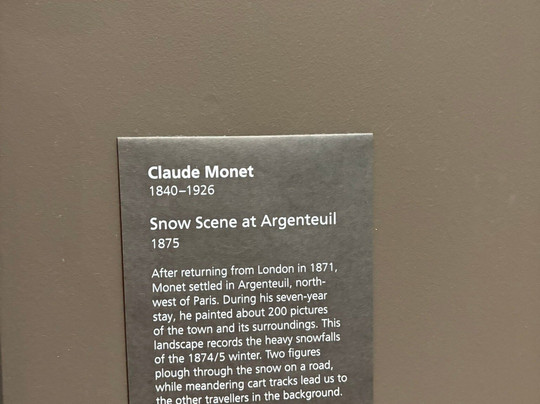 Claude Monet
1840–1926
Snow Scene at Argenteuil
1875
After returning from London in 1871,
Monet settled in Argenteuil, north-
west of Paris. During his seven-year
stay, he painted about 200 pictures
of the town and its surroundings. This
landscape records the heavy snowfalls
of the 1874/5 winter. Two figures
plough through the snow on a road,
while meandering cart tracks lead us to
the other travellers in the background.